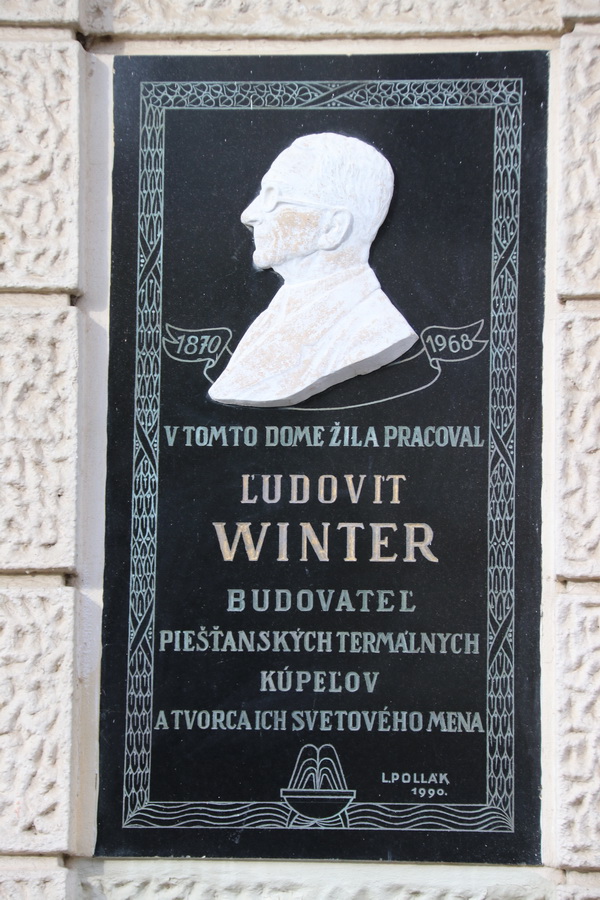 1870 1968
V TOMTO DOME ŽIL A PRACOVAL
ĽUDOVIT
WINTER
BUDOVATEĽ
PIEŠŤANSKÝCH TERMÁLNYCH
KÚPEĽOV
A TVORCA ICH SVETOVÉHO MENA
L.POLLÁK
1990.